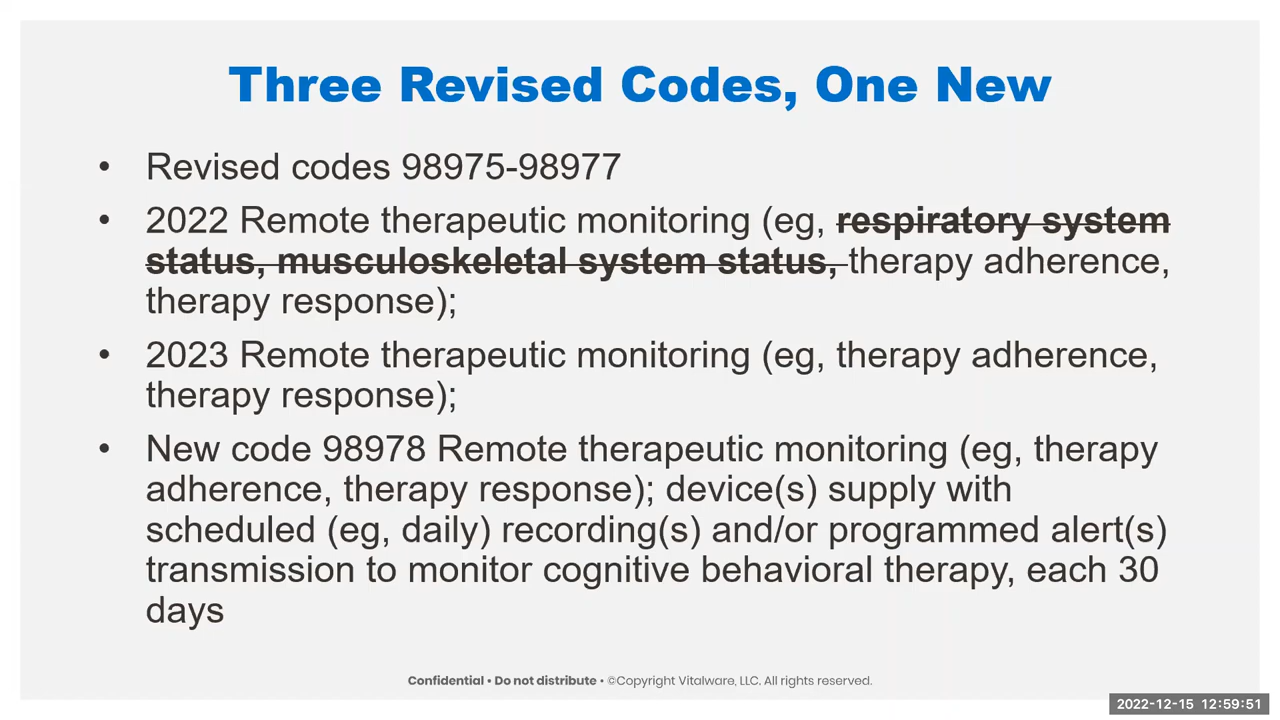 Three Revised Codes, One New
• Revised codes 98975-98977
• 2022 Remote therapeutic monitoring (eg, respiratory system
status, musculoskeletal system status, therapy adherence,
therapy response);
• 2023 Remote therapeutic monitoring (eg, therapy adherence,
therapy response);
• New code 98978 Remote therapeutic monitoring (eg, therapy
adherence, therapy response); device(s) supply with
scheduled (eg, daily) recording(s) and/or programmed alert(s)
transmission to monitor cognitive behavioral therapy, each 30
days
Confidential • Do not distribute • ©Copyright Vitalware, LLC. All rights reserved.
2022-12-15 12:59:51